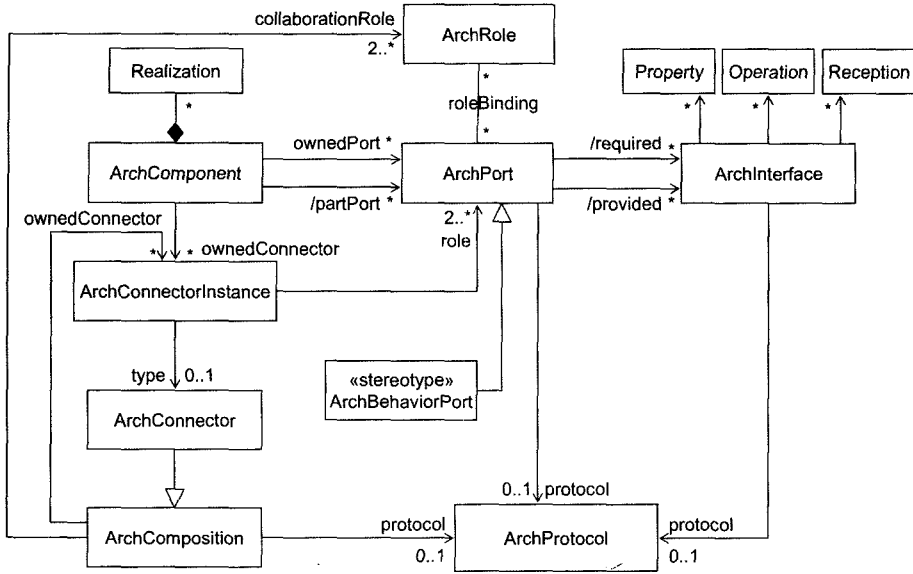 collaborationRole
2..*
ArchRole
Realization
*
Property
Operation
Reception
*
*
*
*
roleBinding
*
ownedPort *
/required
*
ArchComponent
ArchPort
ArchInterface
/partPort *
/provided *
ownedConnector
2..*
role
*
* ownedConnector
ArchConnectorInstance
type 0..1
«stereotype»
ArchBehaviorPort
ArchConnector
0..1 protocol
protocol
0..1
protocol
0..1
ArchComposition
ArchProtocol